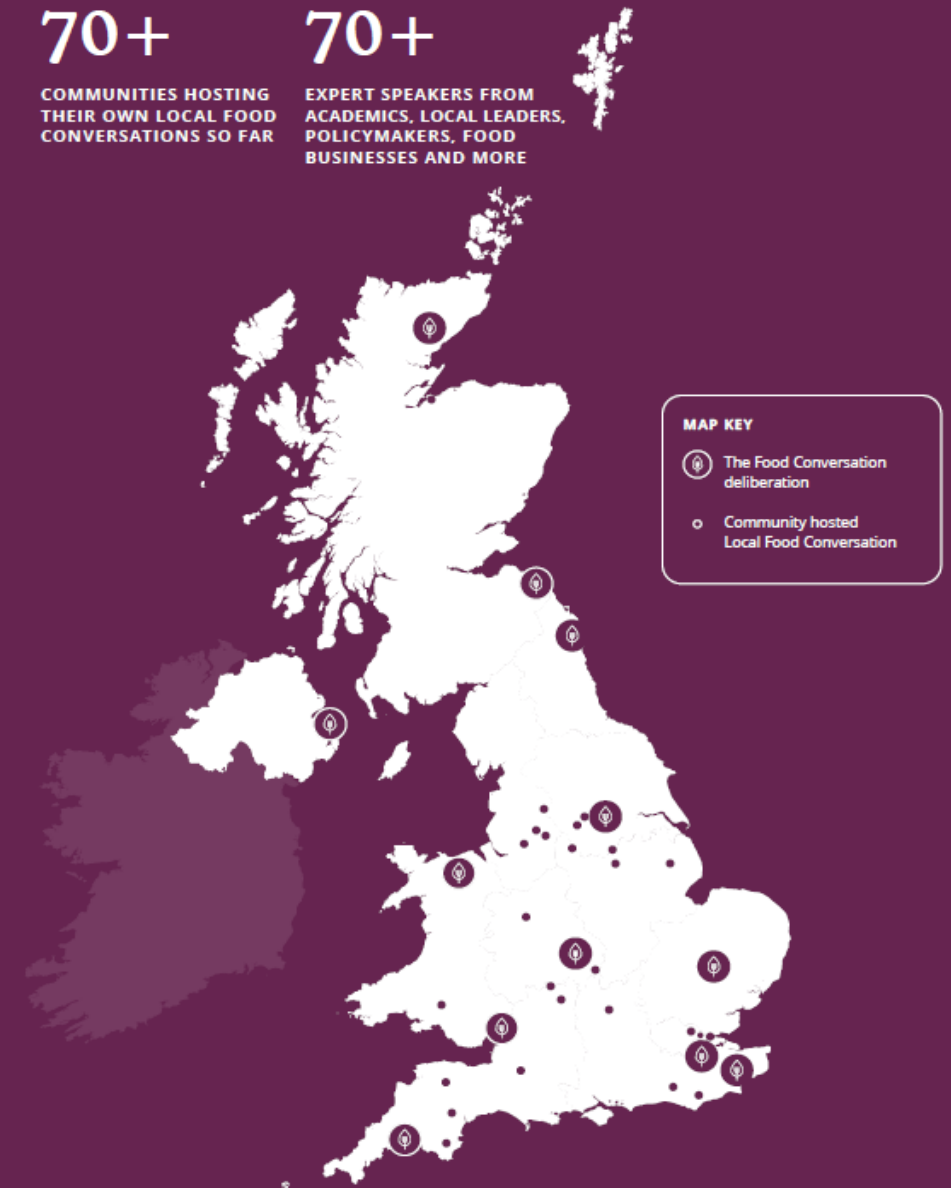 70+
COMMUNITIES HOSTING
THEIR OWN LOCAL FOOD
CONVERSATIONS SO FAR
70+
EXPERT SPEAKERS FROM
ACADEMICS, LOCAL LEADERS,
POLICYMAKERS, FOOD
BUSINESSES AND MORE
MAP KEY
The Food Conversation
deliberation
Community hosted
Local Food Conversation